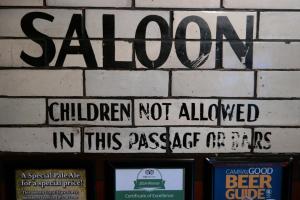 SALOON
CHILDREN NOT ALLOWED
IN THIS PASSAGE OR BARS
A Special Pale Ale
for a special price!
Certificate of Excellence
CAMRA'S GOOD
BEER
GUIDE